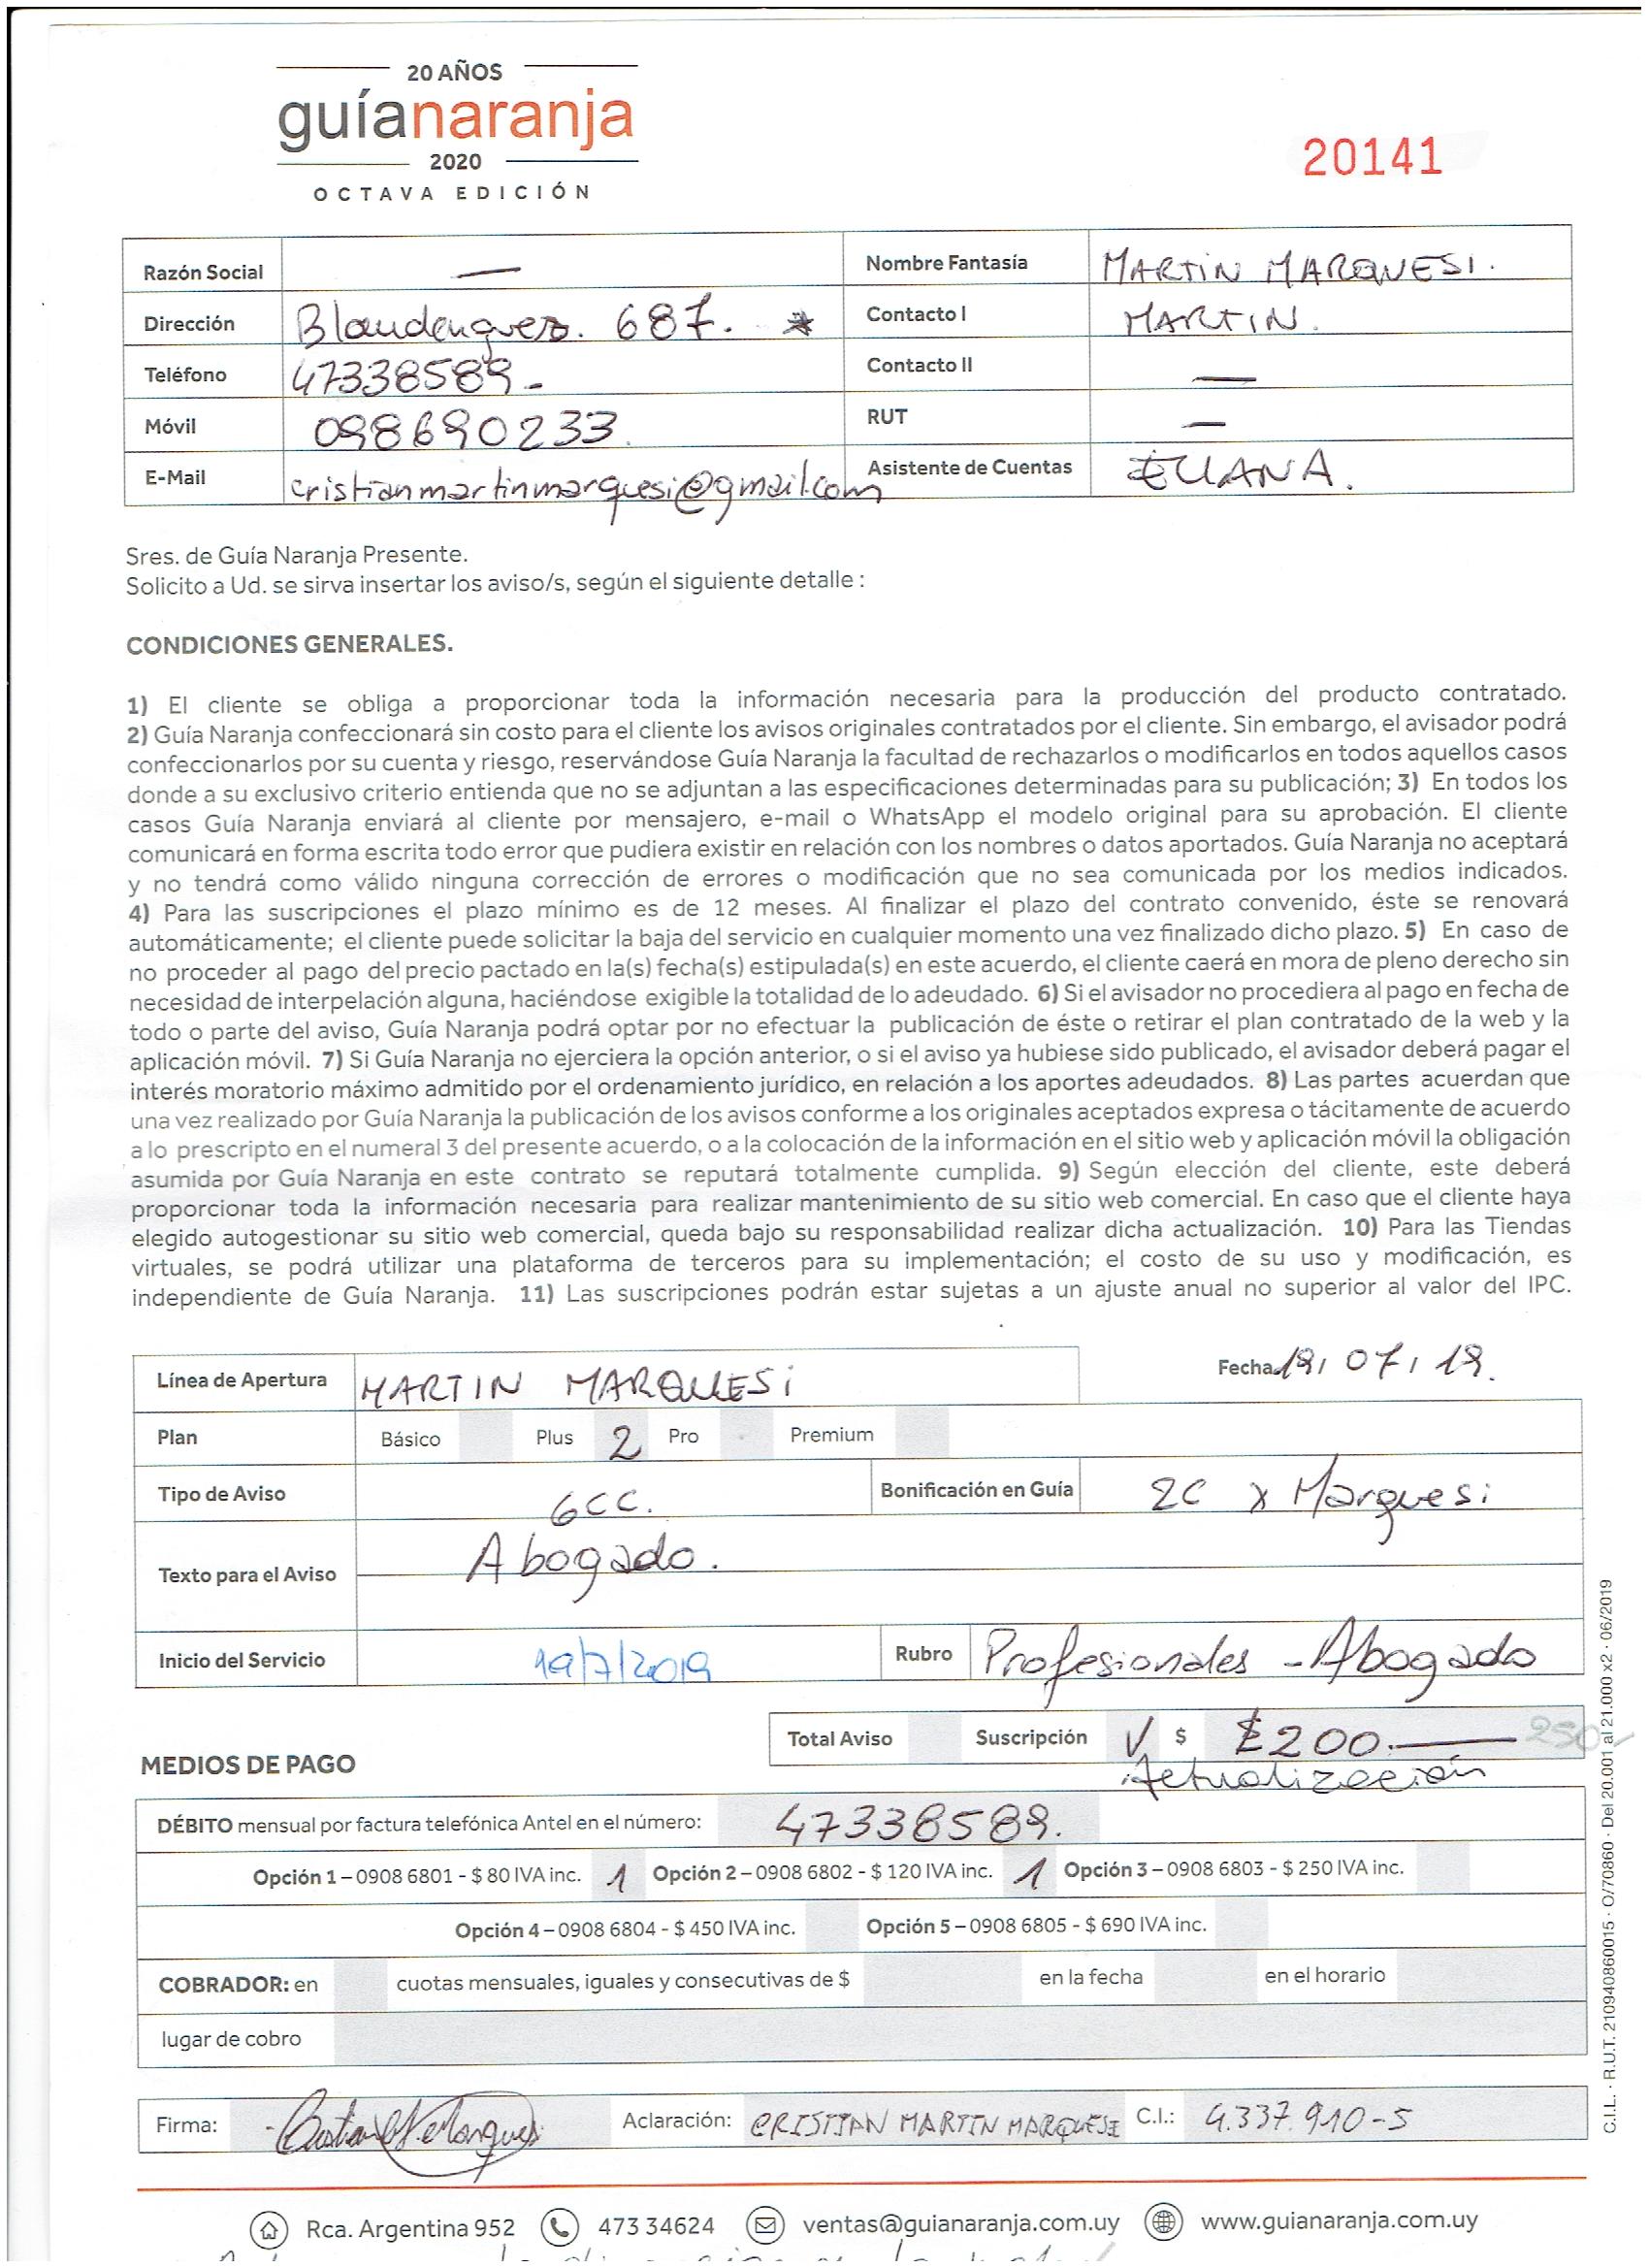 20 AÑOS
guíanaranja
2020
OCTAVA EDICIÓN
20141
Razón Social — Nombre Fantasía MARTIN MARQUESI.
Dirección Blandengues. 687. * Contacto I MARTIN.
Teléfono 47338589- Contacto II —
Móvil 098690233. RUT —
E-Mail cristianmartinmarquesi@gmail.com Asistente de Cuentas ELIANA.
Sres. de Guía Naranja Presente.
Solicito a Ud. se sirva insertar los aviso/s, según el siguiente detalle :
CONDICIONES GENERALES.
1) El cliente se obliga a proporcionar toda la información necesaria para la producción del producto contratado.
2) Guía Naranja confeccionará sin costo para el cliente los avisos originales contratados por el cliente. Sin embargo, el avisador podrá
confeccionarlos por su cuenta y riesgo, reservándose Guía Naranja la facultad de rechazarlos o modificarlos en todos aquellos casos
donde a su exclusivo criterio entienda que no se adjuntan a las especificaciones determinadas para su publicación; 3) En todos los
casos Guía Naranja enviará al cliente por mensajero, e-mail o WhatsApp el modelo original para su aprobación. El cliente
comunicará en forma escrita todo error que pudiera existir en relación con los nombres o datos aportados. Guía Naranja no aceptará
y no tendrá como válido ninguna corrección de errores o modificación que no sea comunicada por los medios indicados.
4) Para las suscripciones el plazo mínimo es de 12 meses. Al finalizar el plazo del contrato convenido, éste se renovará
automáticamente; el cliente puede solicitar la baja del servicio en cualquier momento una vez finalizado dicho plazo. 5) En caso de
no proceder al pago del precio pactado en la(s) fecha(s) estipulada(s) en este acuerdo, el cliente caerá en mora de pleno derecho sin
necesidad de interpelación alguna, haciéndose exigible la totalidad de lo adeudado. 6) Si el avisador no procediera al pago en fecha de
todo o parte del aviso, Guía Naranja podrá optar por no efectuar la publicación de éste o retirar el plan contratado de la web y la
aplicación móvil. 7) Si Guía Naranja no ejerciera la opción anterior, o si el aviso ya hubiese sido publicado, el avisador deberá pagar el
interés moratorio máximo admitido por el ordenamiento jurídico, en relación a los aportes adeudados. 8) Las partes acuerdan que
una vez realizado por Guía Naranja la publicación de los avisos conforme a los originales aceptados expresa o tácitamente de acuerdo
a lo prescripto en el numeral 3 del presente acuerdo, o a la colocación de la información en el sitio web y aplicación móvil la obligación
asumida por Guía Naranja en este contrato se reputará totalmente cumplida. 9) Según elección del cliente, este deberá
proporcionar toda la información necesaria para realizar mantenimiento de su sitio web comercial. En caso que el cliente haya
elegido autogestionar su sitio web comercial, queda bajo su responsabilidad realizar dicha actualización. 10) Para las Tiendas
virtuales, se podrá utilizar una plataforma de terceros para su implementación; el costo de su uso y modificación, es
independiente de Guía Naranja. 11) Las suscripciones podrán estar sujetas a un ajuste anual no superior al valor del IPC.
Línea de Apertura MARTIN MARQUESI Fecha 19/ 07/ 19.
Plan Básico Plus 2 Pro Premium
Tipo de Aviso 6CC. Bonificación en Guía 2C x Marquesi
Texto para el Aviso Abogado.
Inicio del Servicio 19/7/2019 Rubro Profesionales - Abogado
Total Aviso Suscripción √ $ $200.— 250
Actualización
MEDIOS DE PAGO
DÉBITO mensual por factura telefónica Antel en el número: 47338589.
Opción 1 – 0908 6801 - $ 80 IVA inc. 1 Opción 2 – 0908 6802 - $ 120 IVA inc. 1 Opción 3 – 0908 6803 - $ 250 IVA inc.
Opción 4 – 0908 6804 - $ 450 IVA inc. Opción 5 – 0908 6805 - $ 690 IVA inc.
COBRADOR: en cuotas mensuales, iguales y consecutivas de $ en la fecha en el horario
lugar de cobro
Firma: Aclaración: CRISTIAN MARTIN MARQUESI C.I.: 4.337.910-5
Rca. Argentina 952 473 34624 ventas@guianaranja.com.uy www.guianaranja.com.uy
C.I.L. · R.U.T. 210940860015 · O/70860 · Del 20.001 al 21.000 x2 · 06/2019